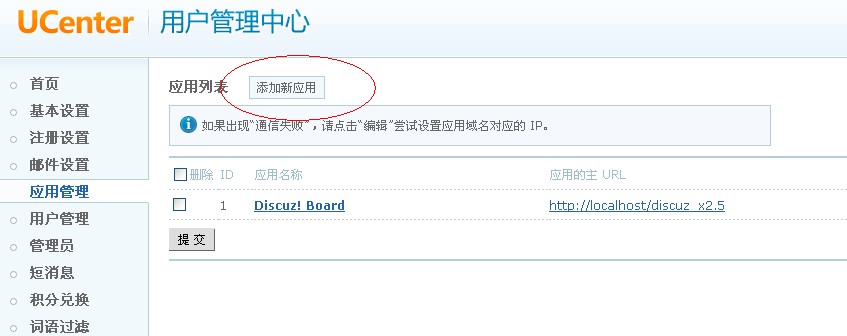 UCenter 用户管理中心
首页
基本设置
注册设置
邮件设置
应用管理
用户管理
管理员
短消息
积分兑换
词语过滤
应用列表 添加新应用
如果出现“通信失败”，请点击“编辑”尝试设置应用域名对应的 IP。
删除 ID 应用名称 应用的主 URL
1 Discuz! Board http://localhost/discuz_x2.5
提 交